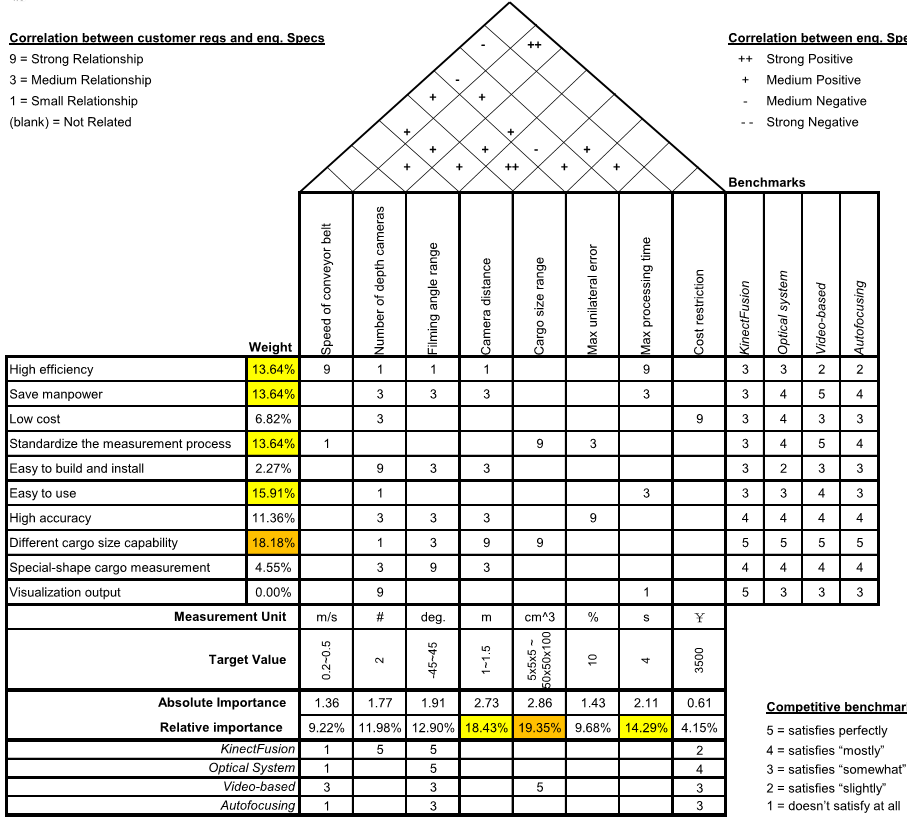 Correlation between customer reqs and eng. Specs
9 = Strong Relationship
3 = Medium Relationship
1 = Small Relationship
(blank) = Not Related
Correlation between eng. Spe
++ Strong Positive
+ Medium Positive
- Medium Negative
- - Strong Negative
- ++
-
+ +
+ +
+ + - +
+ + ++ + +
Benchmarks
Weight Speed of conveyor belt Number of depth cameras Filming angle range Camera distance Cargo size range Max unilateral error Max processing time Cost restriction KinectFusion Optical system Video-based Autofocusing
High efficiency 13.64% 9 1 1 1 9 3 3 2 2
Save manpower 13.64% 3 3 3 3 3 4 5 4
Low cost 6.82% 3 9 3 4 3 3
Standardize the measurement process 13.64% 1 9 3 3 4 5 4
Easy to build and install 2.27% 9 3 3 3 2 3 3
Easy to use 15.91% 1 3 3 3 4 3
High accuracy 11.36% 3 3 3 9 4 4 4 4
Different cargo size capability 18.18% 1 3 9 9 5 5 5 5
Special-shape cargo measurement 4.55% 3 9 3 4 4 4 4
Visualization output 0.00% 9 1 5 3 3 3
Measurement Unit m/s # deg. m cm^3 % s ¥
Target Value 0.2~0.5 2 -45~45 1~1.5 5x5x5 ~ 50x50x100 10 4 3500
Absolute Importance 1.36 1.77 1.91 2.73 2.86 1.43 2.11 0.61
Relative importance 9.22% 11.98% 12.90% 18.43% 19.35% 9.68% 14.29% 4.15%
KinectFusion 1 5 5 2
Optical System 1 5 4
Video-based 3 3 5 3
Autofocusing 1 3 3
Competitive benchmar
5 = satisfies perfectly
4 = satisfies “mostly”
3 = satisfies “somewhat”
2 = satisfies “slightly”
1 = doesn’t satisfy at all